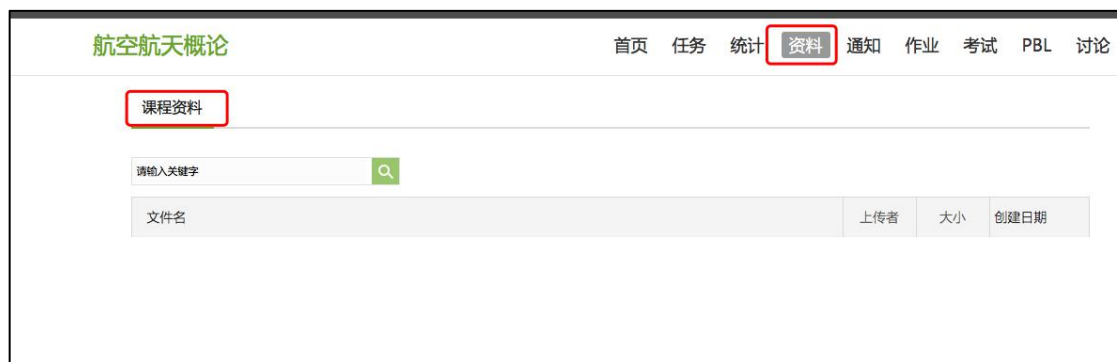 航空航天概论 首页 任务 统计 资料 通知 作业 考试 PBL 讨论
课程资料
请输入关键字
文件名 上传者 大小 创建日期